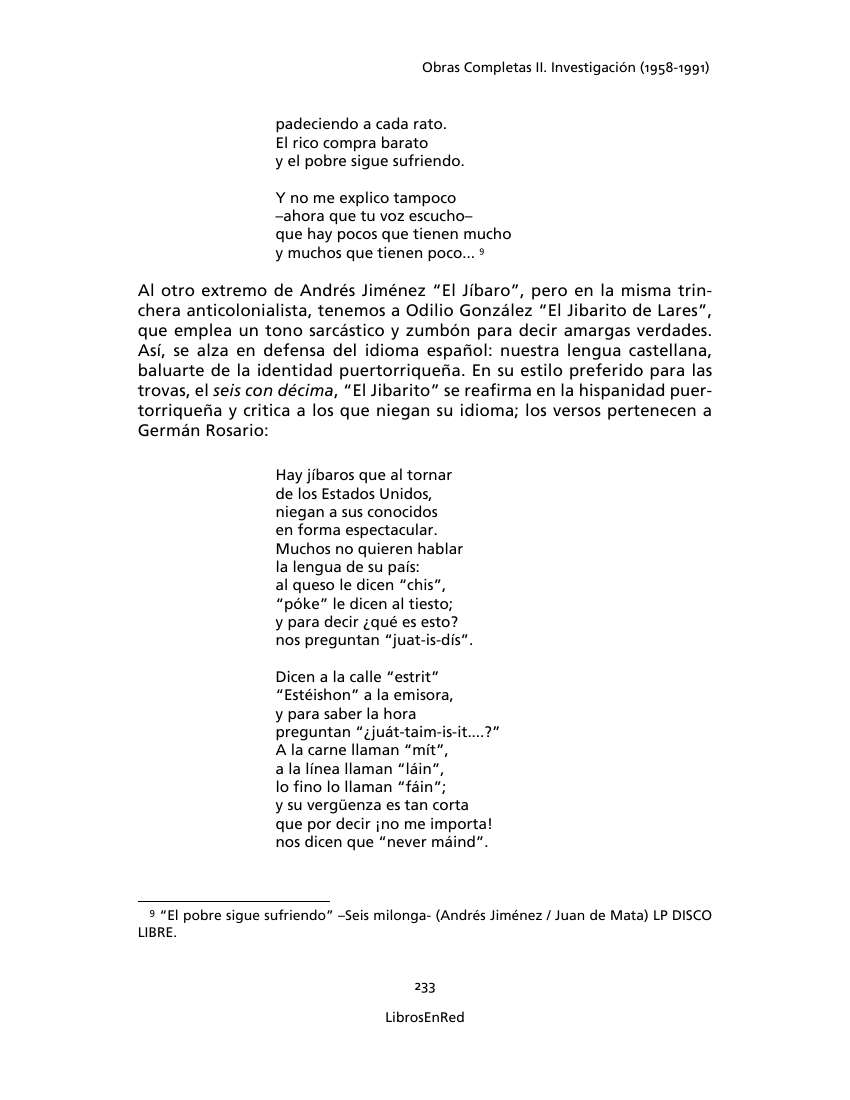 Obras Completas II. Investigación (1958-1991)
padeciendo a cada rato.
El rico compra barato
y el pobre sigue sufriendo.
Y no me explico tampoco
–ahora que tu voz escucho–
que hay pocos que tienen mucho
y muchos que tienen poco... 9
Al otro extremo de Andrés Jiménez “El Jíbaro”, pero en la misma trin-
chera anticolonialista, tenemos a Odilio González “El Jibarito de Lares”,
que emplea un tono sarcástico y zumbón para decir amargas verdades.
Así, se alza en defensa del idioma español: nuestra lengua castellana,
baluarte de la identidad puertorriqueña. En su estilo preferido para las
trovas, el seis con décima, “El Jibarito” se reafirma en la hispanidad puer-
torriqueña y critica a los que niegan su idioma; los versos pertenecen a
Germán Rosario:
Hay jíbaros que al tornar
de los Estados Unidos,
niegan a sus conocidos
en forma espectacular.
Muchos no quieren hablar
la lengua de su país:
al queso le dicen “chis”,
“póke” le dicen al tiesto;
y para decir ¿qué es esto?
nos preguntan “juat-is-dís”.
Dicen a la calle “estrit”
“Estéishon” a la emisora,
y para saber la hora
preguntan “¿juát-taim-is-it....?”
A la carne llaman “mít”,
a la línea llaman “láin”,
lo fino lo llaman “fáin”;
y su vergüenza es tan corta
que por decir ¡no me importa!
nos dicen que “never máind”.
9 “El pobre sigue sufriendo” –Seis milonga- (Andrés Jiménez / Juan de Mata) LP DISCO
LIBRE.
233
LibrosEnRed